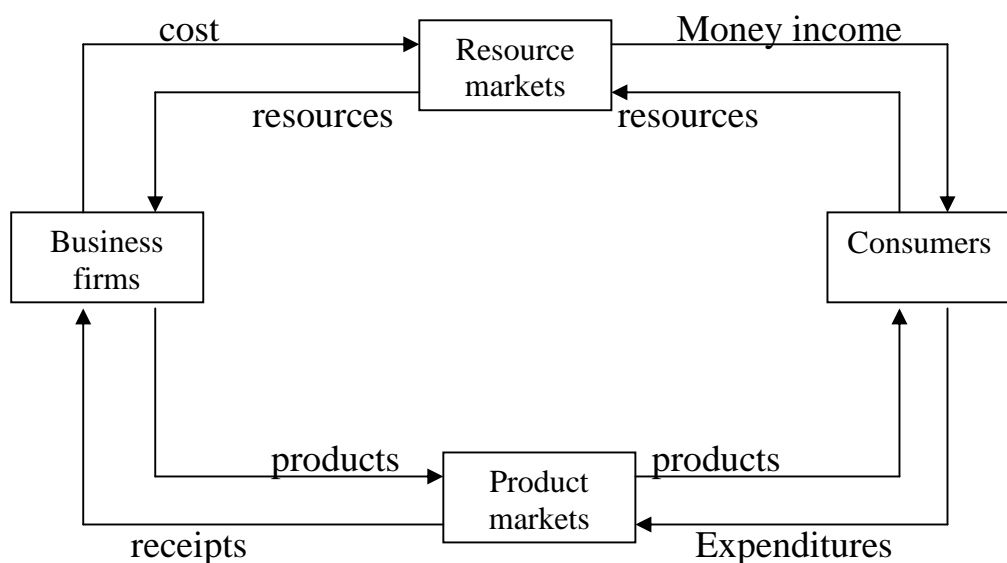 cost
Resource
markets
Money income
resources
resources
Business
firms
Consumers
products
Product
markets
products
receipts
Expenditures